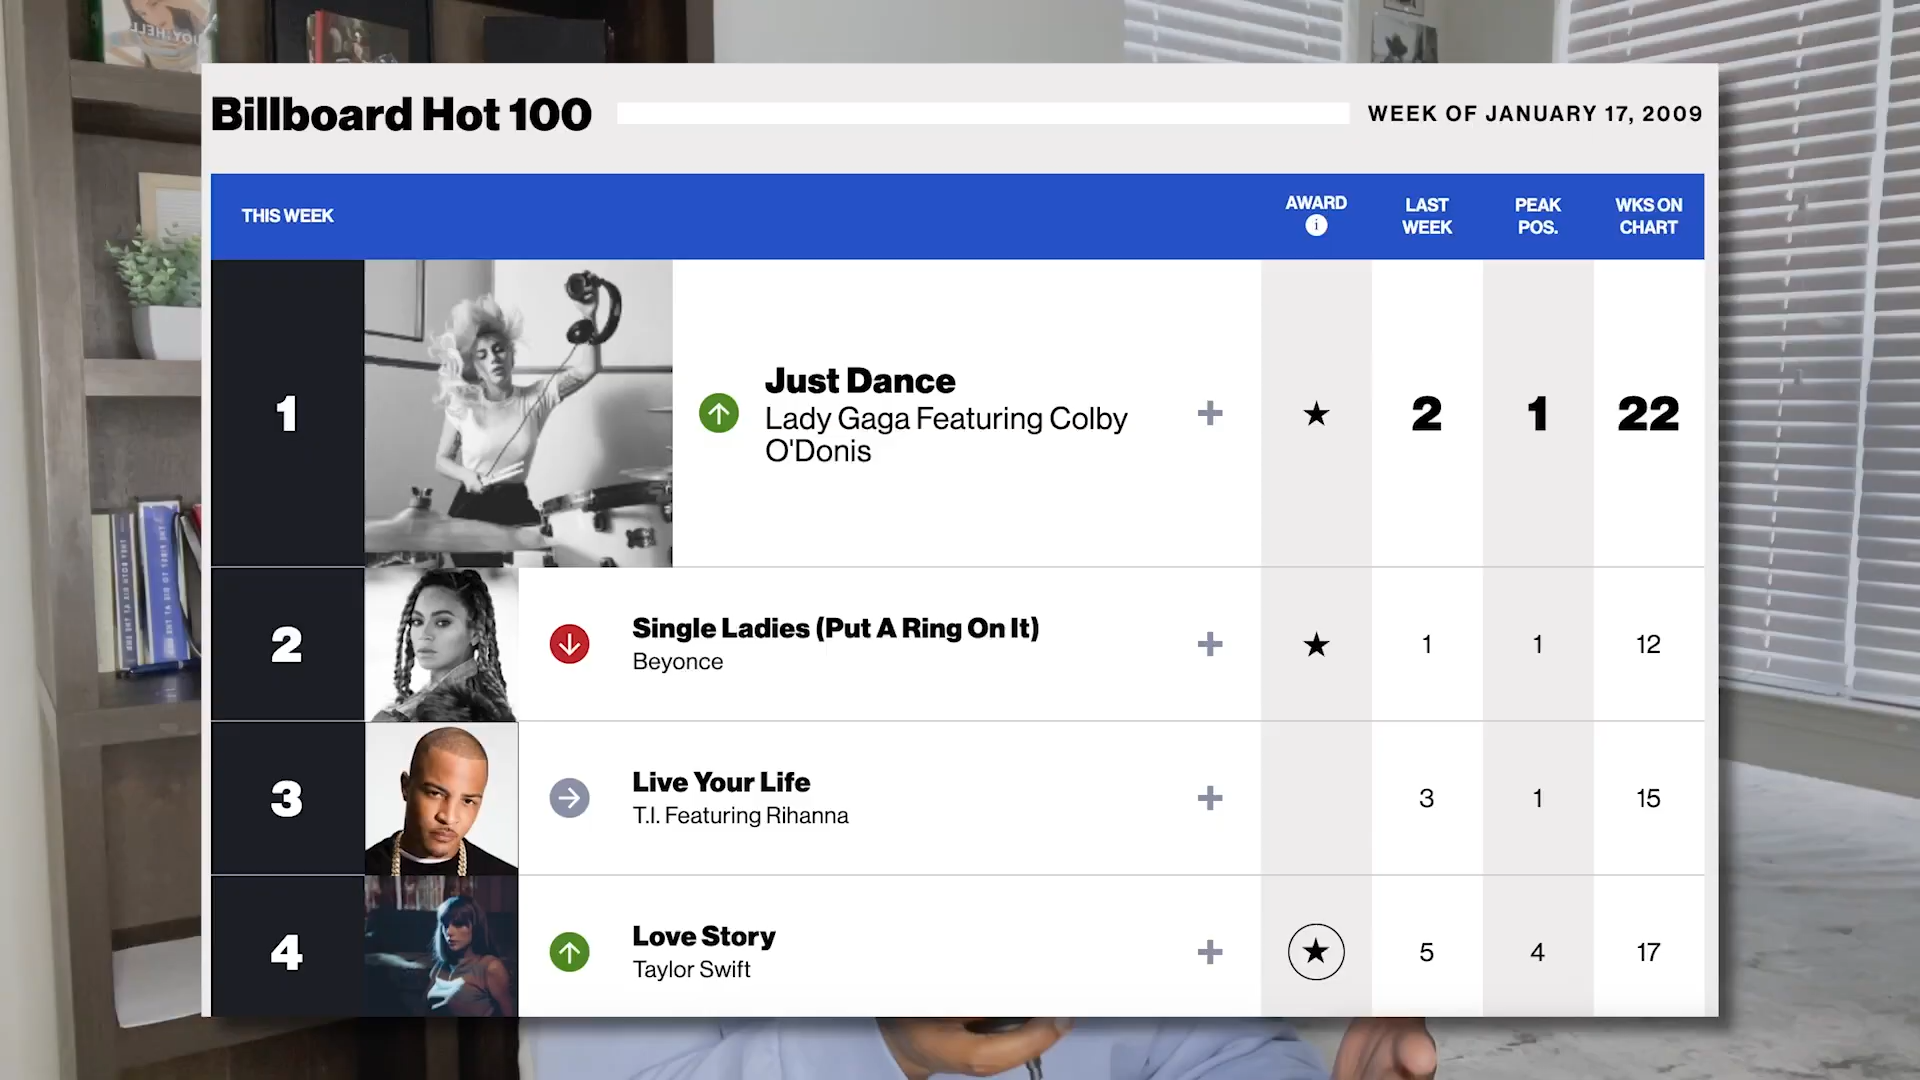 Billboard Hot 100
WEEK OF JANUARY 17, 2009
THIS WEEK
AWARD
i
LAST
WEEK
PEAK
POS.
WKS ON
CHART
1
Just Dance
Lady Gaga Featuring Colby
O'Donis
+
★
2
1
22
2
Single Ladies (Put A Ring On It)
Beyonce
+
★
1
1
12
3
Live Your Life
T.I. Featuring Rihanna
+
3
1
15
4
Love Story
Taylor Swift
+
★
5
4
17